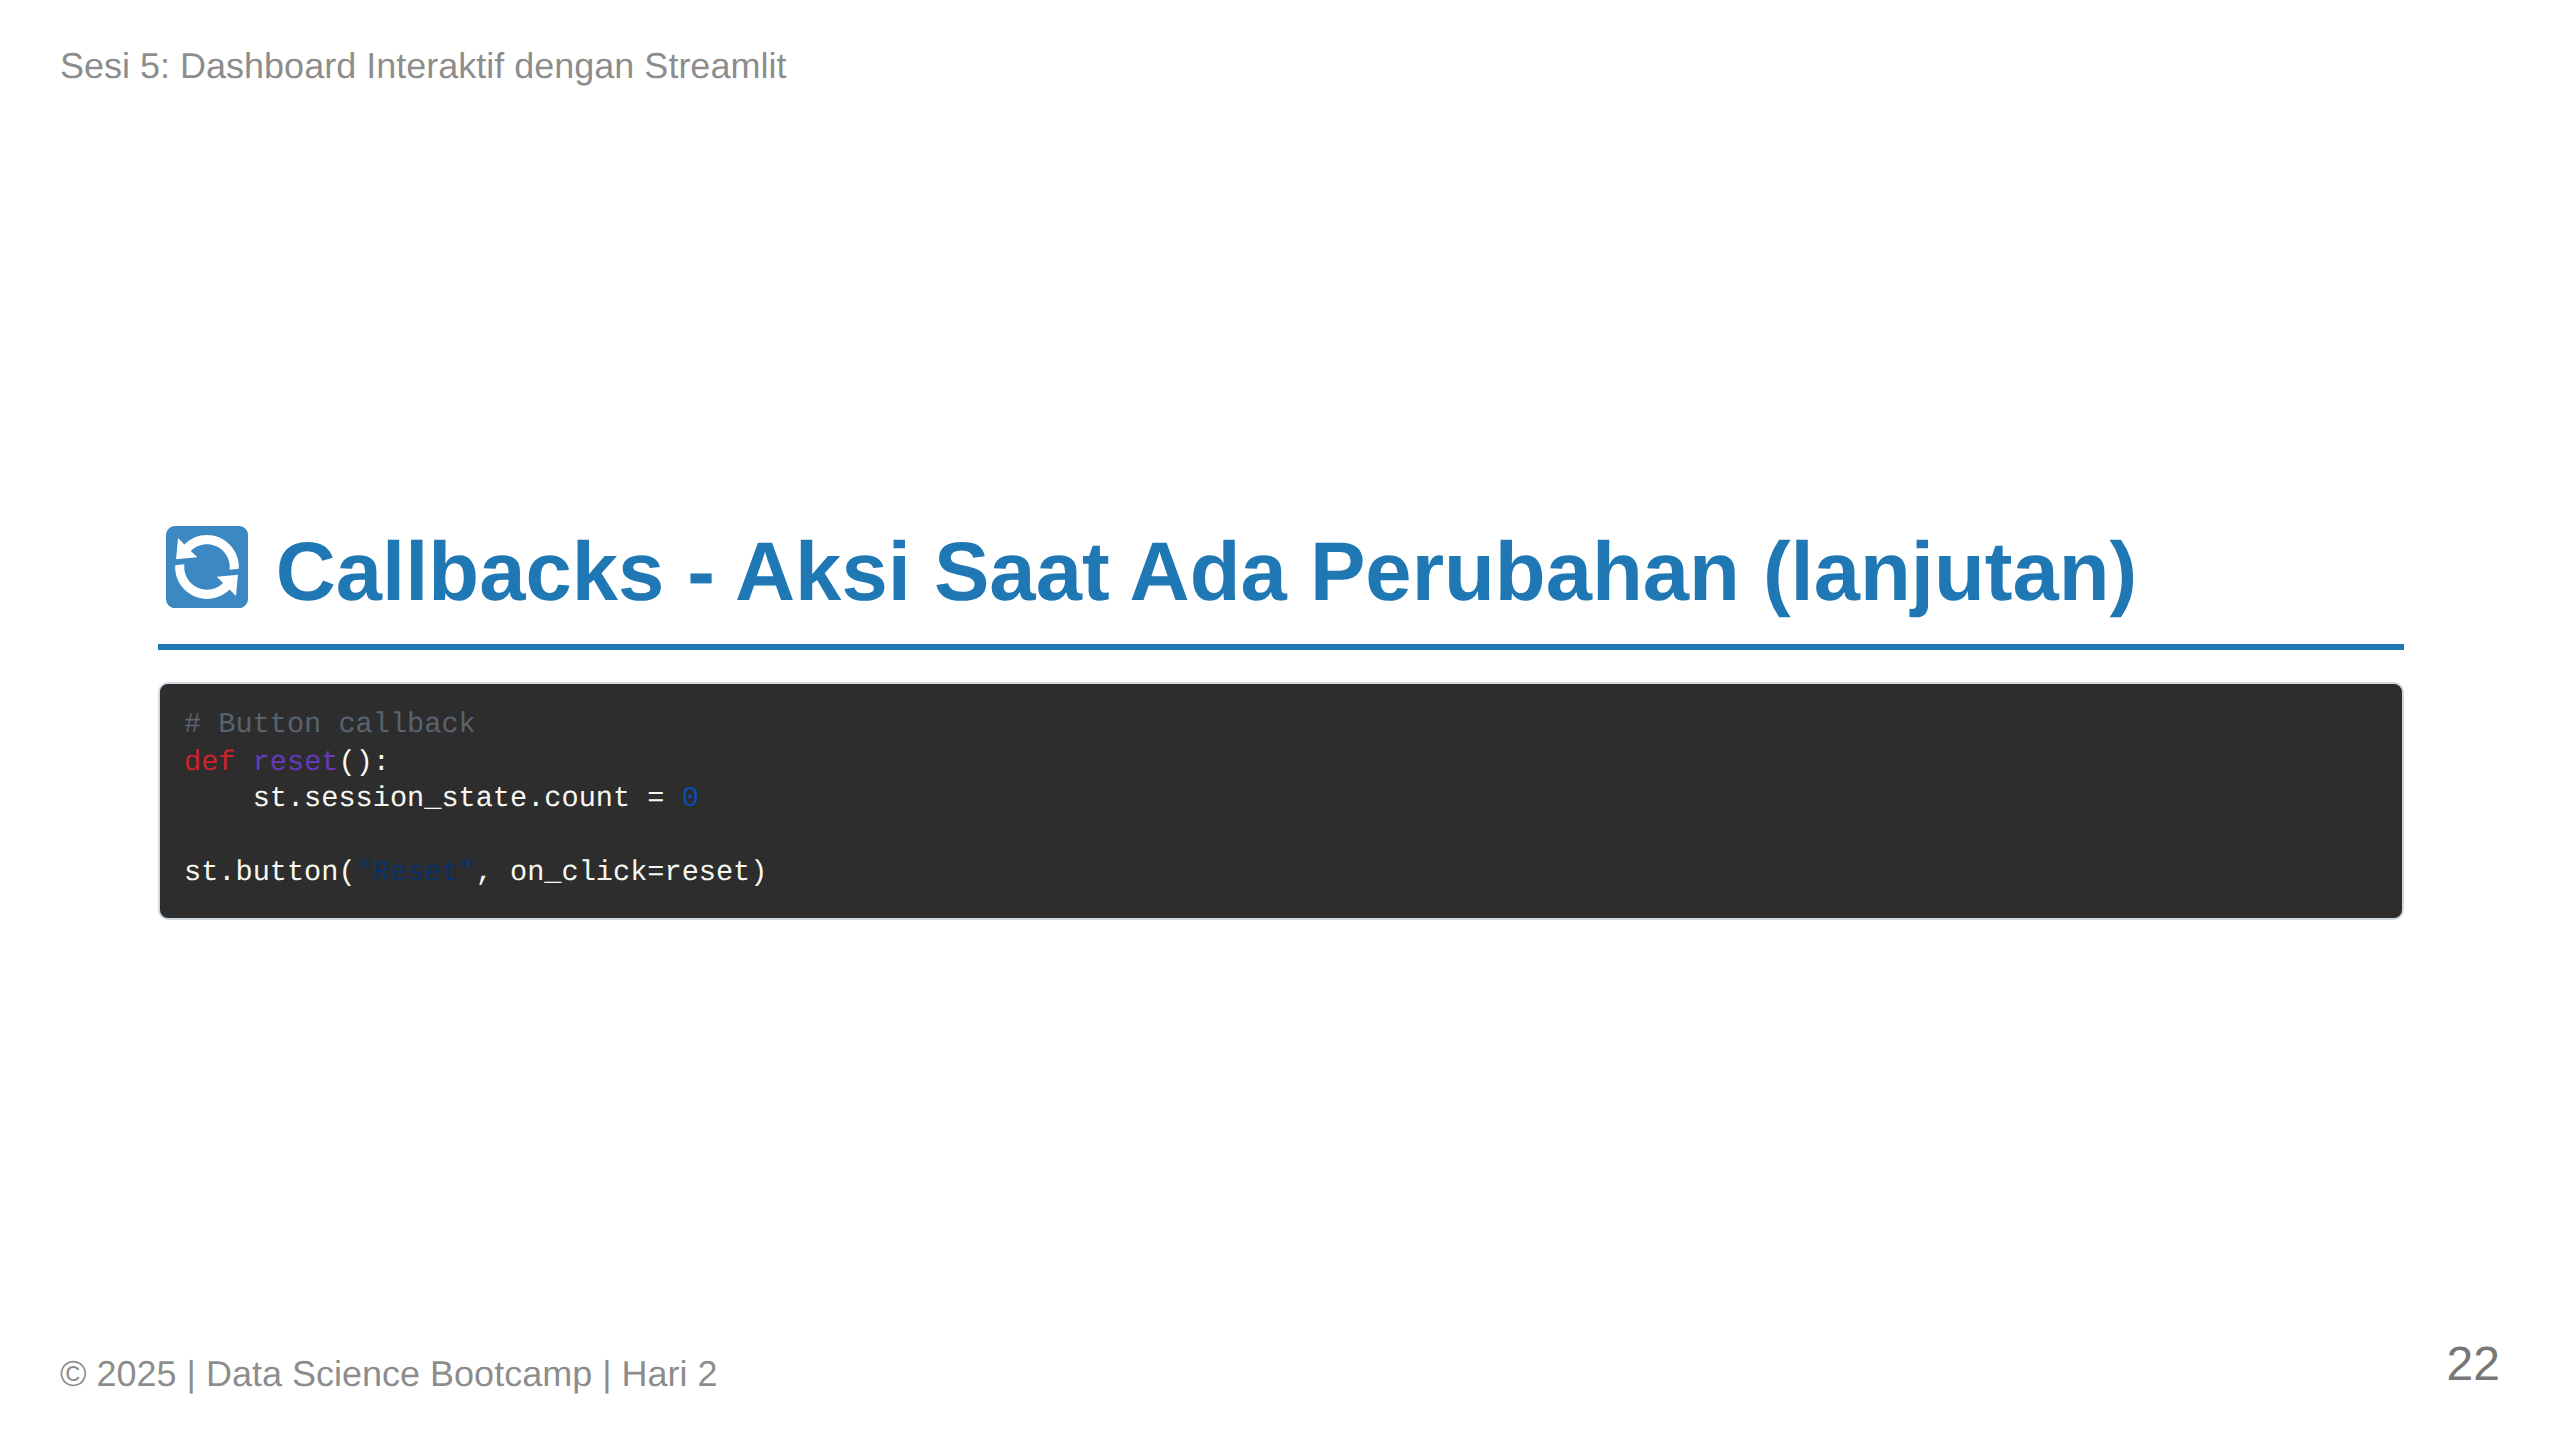 Sesi 5: Dashboard Interaktif dengan Streamlit
Callbacks - Aksi Saat Ada Perubahan (lanjutan)
# Button callback
def reset():
    st.session_state.count = 0
st.button("Reset", on_click=reset)
© 2025 | Data Science Bootcamp | Hari 2
22